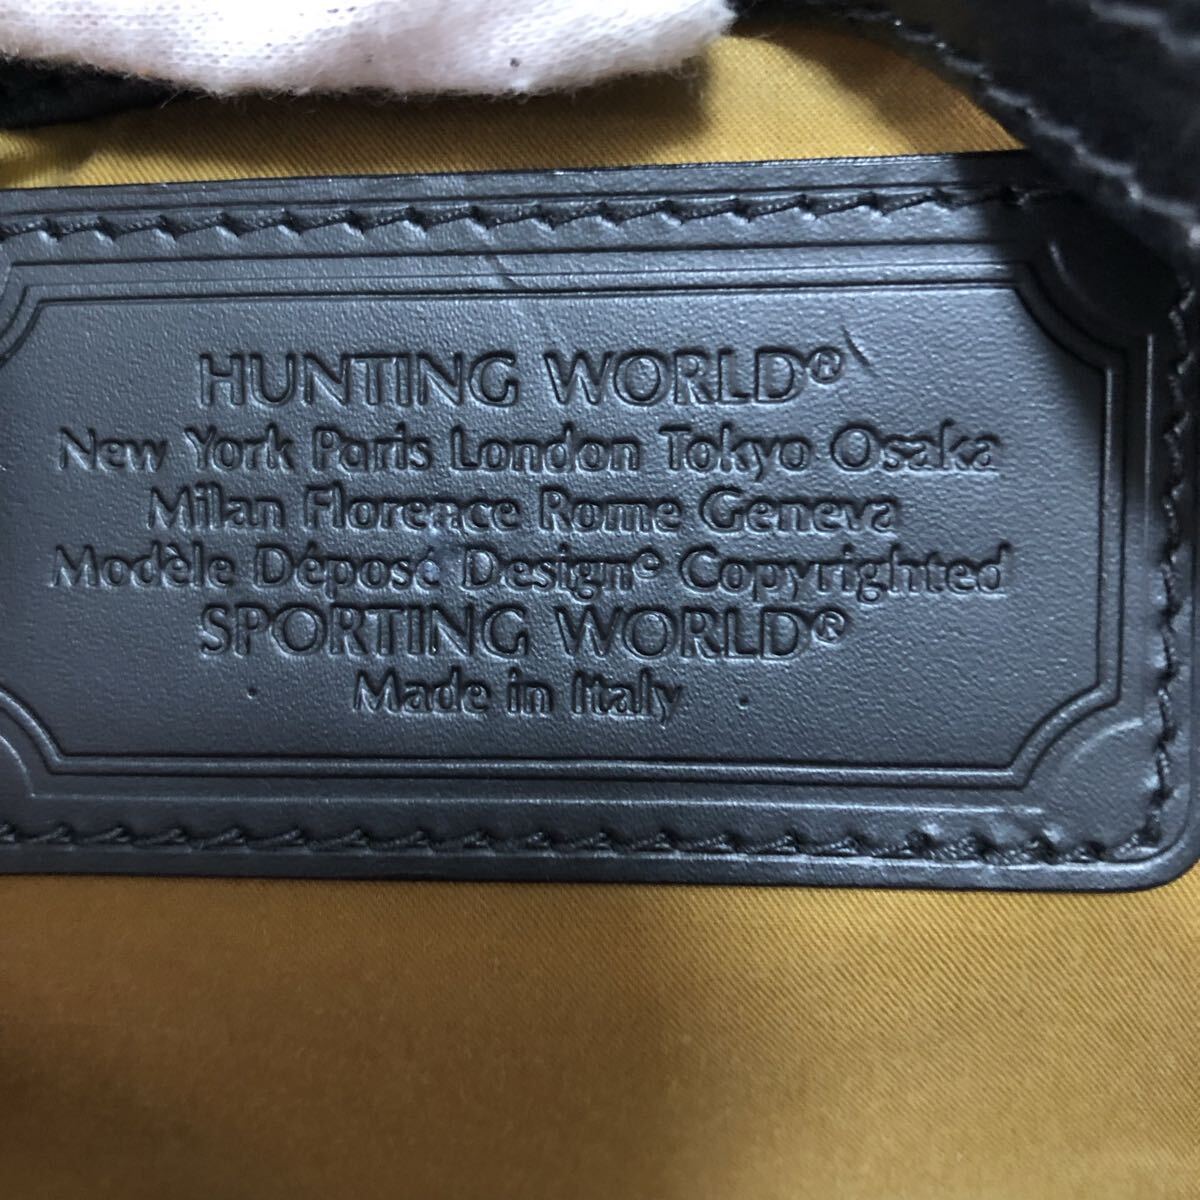 HUNTING WORLD®
New York Paris London Tokyo Osaka
Milan Florence Rome Geneva
Modèle Déposé Design© Copyrighted
SPORTING WORLD®
Made in Italy